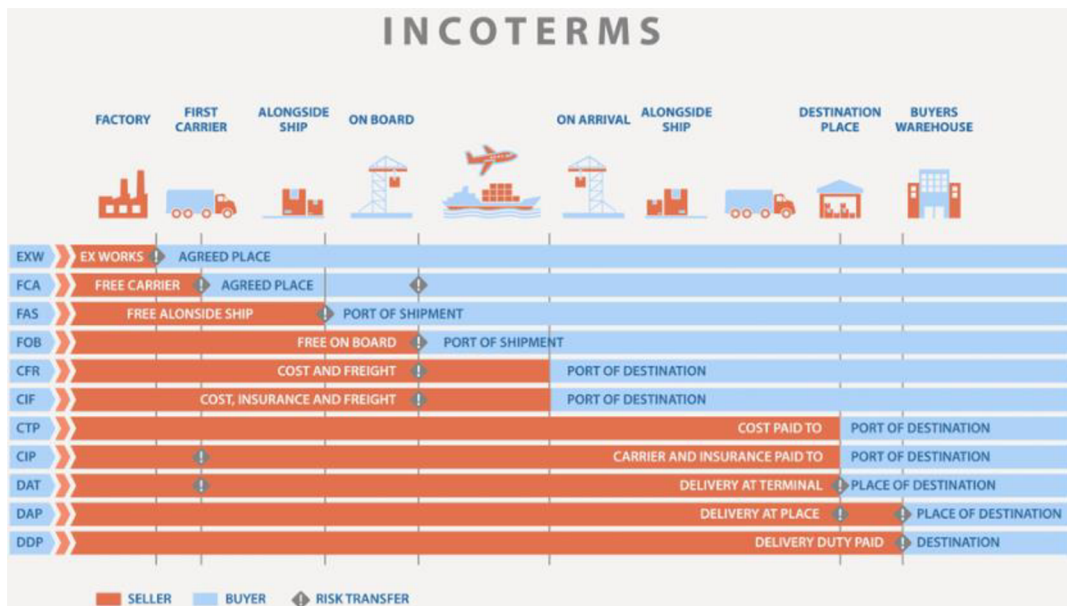 INCOTERMS
FACTORY
FIRST
CARRIER
ALONGSIDE
SHIP
ON BOARD
ON ARRIVAL
ALONGSIDE
SHIP
DESTINATION
PLACE
BUYERS
WAREHOUSE
EXW EX WORKS ! AGREED PLACE
FCA FREE CARRIER ! AGREED PLACE !
FAS FREE ALONSIDE SHIP ! PORT OF SHIPMENT
FOB FREE ON BOARD ! PORT OF SHIPMENT
CFR COST AND FREIGHT ! PORT OF DESTINATION
CIF COST, INSURANCE AND FREIGHT ! PORT OF DESTINATION
CTP COST PAID TO PORT OF DESTINATION
CIP ! CARRIER AND INSURANCE PAID TO PORT OF DESTINATION
DAT ! DELIVERY AT TERMINAL ! PLACE OF DESTINATION
DAP DELIVERY AT PLACE ! ! PLACE OF DESTINATION
DDP DELIVERY DUTY PAID ! DESTINATION
SELLER BUYER ! RISK TRANSFER